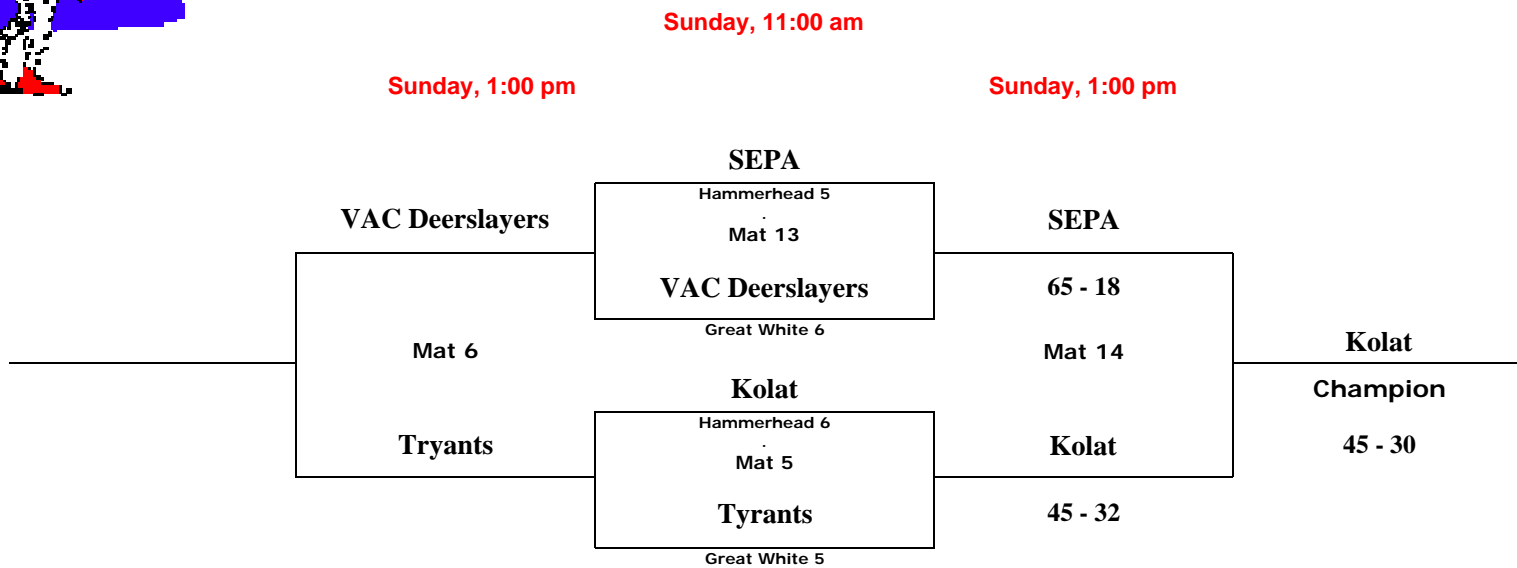 Sunday, 11:00 am
Sunday, 1:00 pm
Sunday, 1:00 pm
SEPA
Hammerhead 5
.
VAC Deerslayers
Mat 13
SEPA
VAC Deerslayers
65 - 18
Great White 6
Mat 6
Mat 14
Kolat
Kolat
Champion
Hammerhead 6
.
Tryants
Mat 5
Kolat
45 - 30
Tyrants
45 - 32
Great White 5